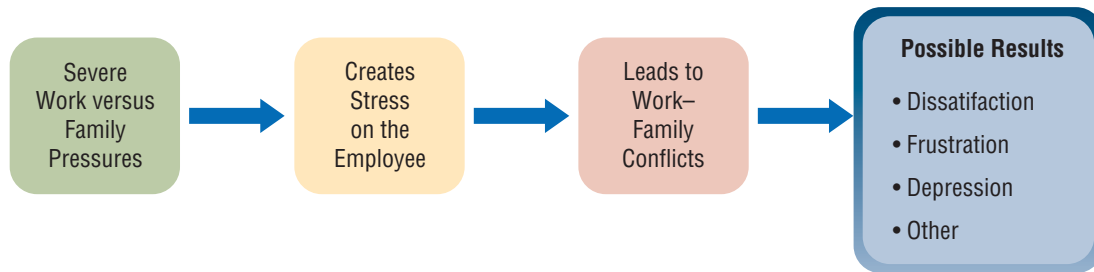 Severe
Work versus
Family
Pressures
Creates
Stress
on the
Employee
Leads to
Work–
Family
Conflicts
Possible Results
• Dissatifaction
• Frustration
• Depression
• Other